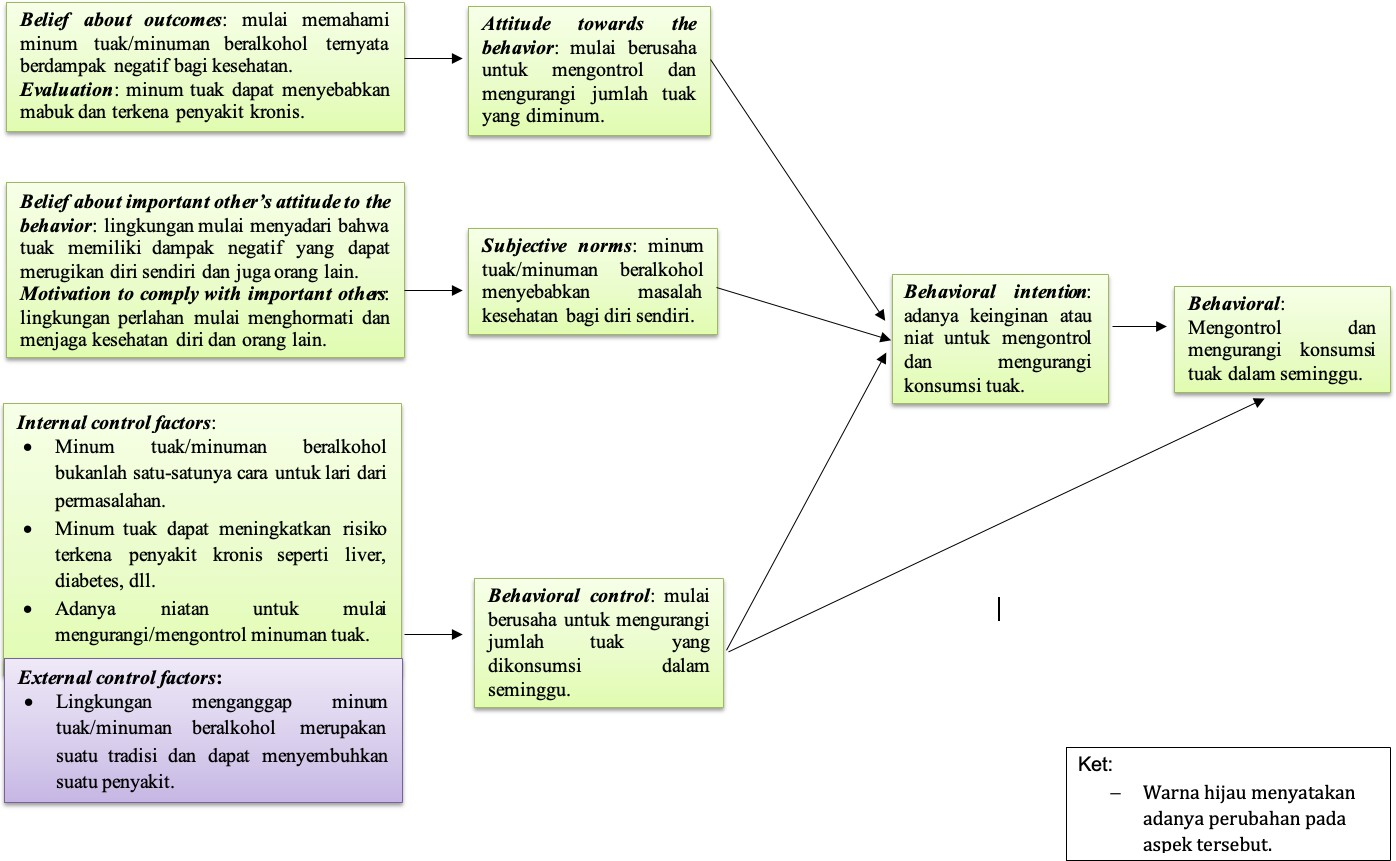 Belief about outcomes: mulai memahami
minum tuak/minuman beralkohol ternyata
berdampak negatif bagi kesehatan.
Evaluation: minum tuak dapat menyebabkan
mabuk dan terkena penyakit kronis.
Attitude towards the
behavior: mulai berusaha
untuk mengontrol dan
mengurangi jumlah tuak
yang diminum.
Belief about important other's attitude to the
behavior: lingkungan mulai menyadari bahwa
tuak memiliki dampak negatif yang dapat
merugikan diri sendiri dan juga orang lain.
Motivation to comply with important others:
lingkungan perlahan mulai menghormati dan
menjaga kesehatan diri dan orang lain.
Subjective norms: minum
tuak/minuman beralkohol
menyebabkan masalah
kesehatan bagi diri sendiri.
Behavioral intention:
adanya keinginan atau
niat untuk mengontrol
dan mengurangi
konsumsi tuak.
Behavioral:
Mengontrol dan
mengurangi konsumsi
tuak dalam seminggu.
Internal control factors:
• Minum tuak/minuman beralkohol
bukanlah satu-satunya cara untuk lari dari
permasalahan.
• Minum tuak dapat meningkatkan risiko
terkena penyakit kronis seperti liver,
diabetes, dll.
• Adanya niatan untuk mulai
mengurangi/mengontrol minuman tuak.
External control factors:
• Lingkungan menganggap minum
tuak/minuman beralkohol merupakan
suatu tradisi dan dapat menyembuhkan
suatu penyakit.
Behavioral control: mulai
berusaha untuk mengurangi
jumlah tuak yang
dikonsumsi dalam
seminggu.
Ket:
– Warna hijau menyatakan
adanya perubahan pada
aspek tersebut.